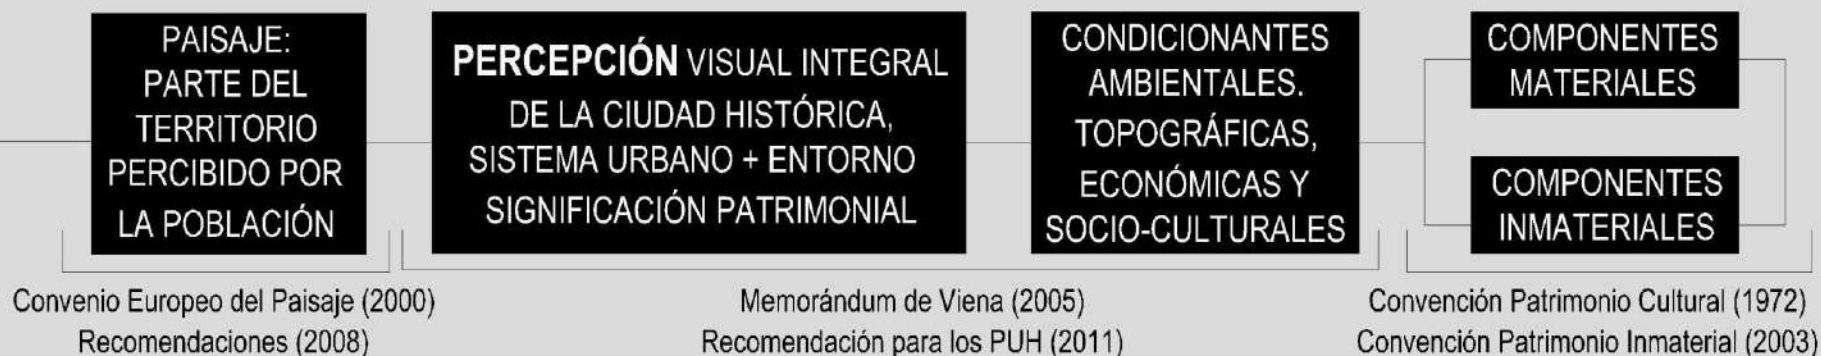 PAISAJE:
PARTE DEL
TERRITORIO
PERCIBIDO POR
LA POBLACIÓN
PERCEPCIÓN VISUAL INTEGRAL
DE LA CIUDAD HISTÓRICA,
SISTEMA URBANO + ENTORNO
SIGNIFICACIÓN PATRIMONIAL
CONDICIONANTES
AMBIENTALES.
TOPOGRÁFICAS,
ECONÓMICAS Y
SOCIO-CULTURALES
COMPONENTES
MATERIALES
COMPONENTES
INMATERIALES
Convenio Europeo del Paisaje (2000)
Recomendaciones (2008)
Memorándum de Viena (2005)
Recomendación para los PUH (2011)
Convención Patrimonio Cultural (1972)
Convención Patrimonio Inmaterial (2003)